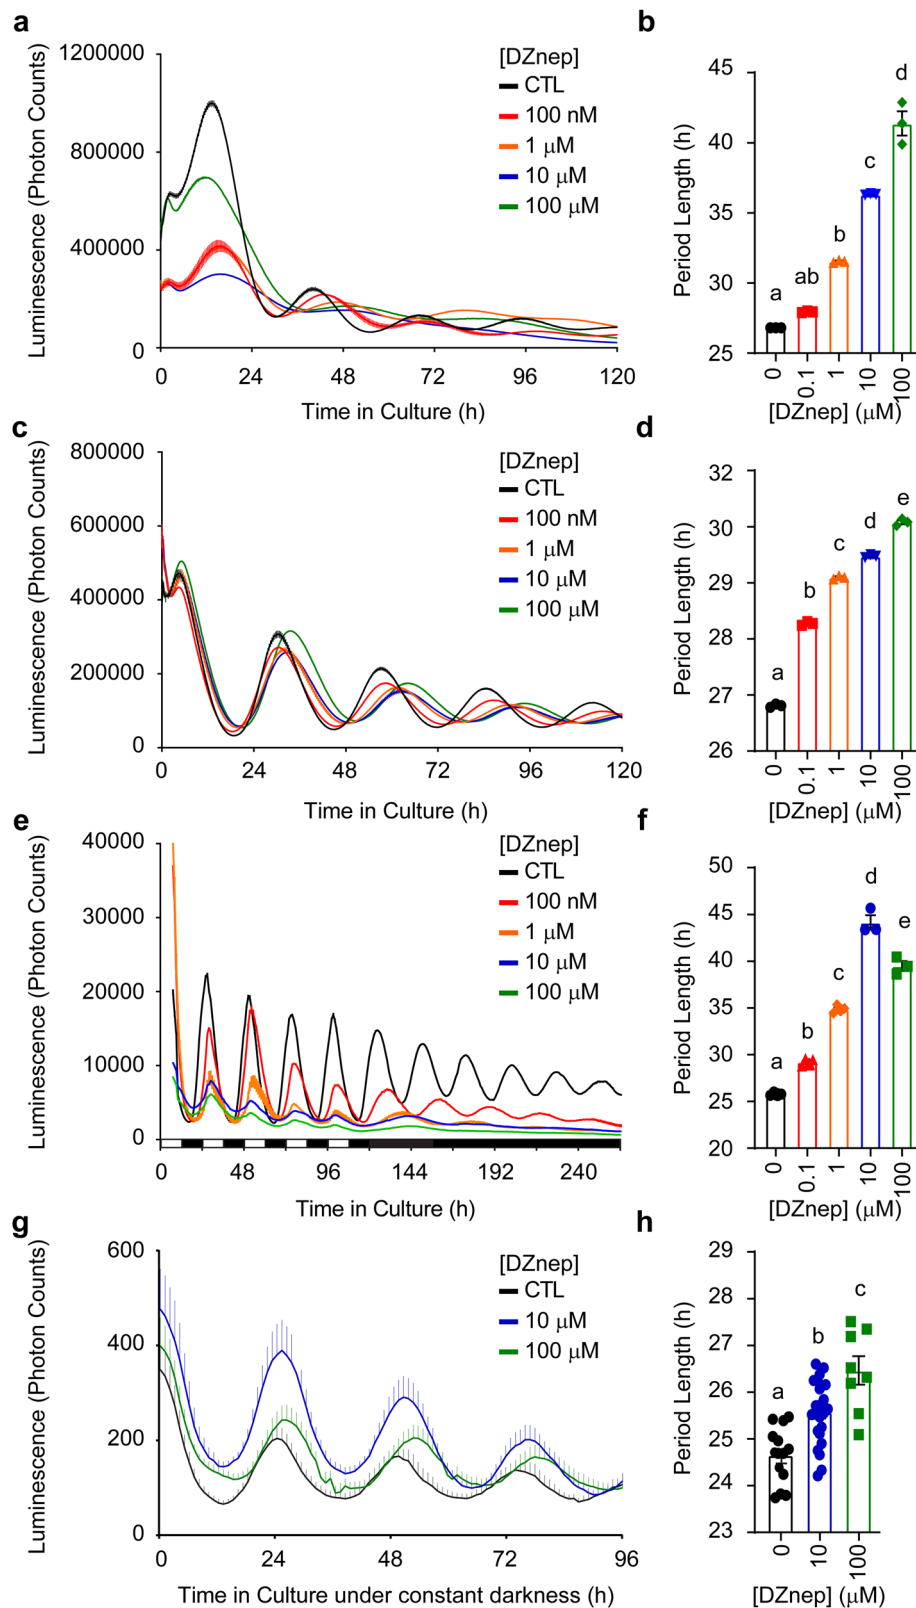 a
Luminescence (Photon Counts)
1200000
800000
400000
0
0 24 48 72 96 120
Time in Culture (h)
[DZnep]
CTL
100 nM
1 μM
10 μM
100 μM
b
Period Length (h)
45
40
35
30
25
a ab b c d
0 0.1 1 10 100
[DZnep] (μM)
c
Luminescence (Photon Counts)
800000
600000
400000
200000
0
0 24 48 72 96 120
Time in Culture (h)
[DZnep]
CTL
100 nM
1 μM
10 μM
100 μM
d
Period Length (h)
32
30
29
28
27
26
a b c d e
0 0.1 1 10 100
[DZnep] (μM)
e
Luminescence (Photon Counts)
40000
30000
20000
10000
0
0 48 96 144 192 240
Time in Culture (h)
[DZnep]
CTL
100 nM
1 μM
10 μM
100 μM
f
Period Length (h)
50
45
40
35
30
25
20
a b c d e
0 0.1 1 10 100
[DZnep] (μM)
g
Luminescence (Photon Counts)
600
400
200
0
0 24 48 72 96
Time in Culture under constant darkness (h)
[DZnep]
CTL
10 μM
100 μM
h
Period Length (h)
29
28
27
26
25
24
23
a b c
0 10 100
[DZnep] (μM)